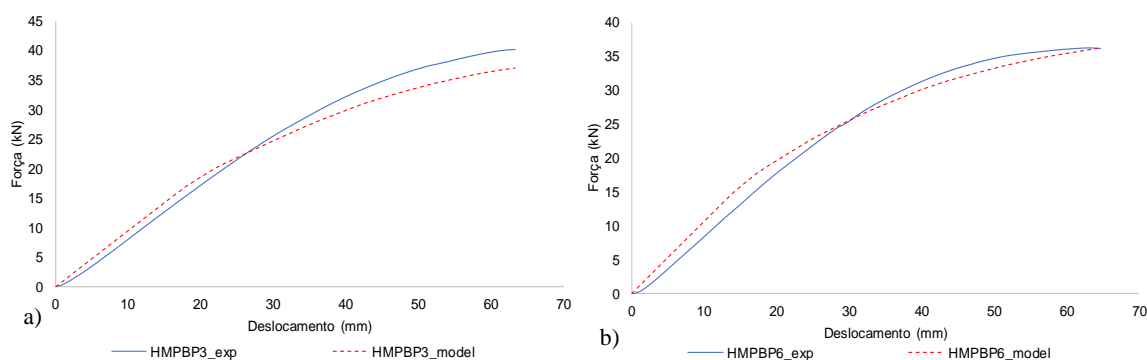 45
40
35
30
25
20
15
10
5
0
Força (kN)
0 10 20 30 40 50 60 70
Deslocamento (mm)
a)
HMPBP3_exp HMPBP3_model
40
35
30
25
20
15
10
5
0
Força (kN)
0 10 20 30 40 50 60 70
Deslocamento (mm)
b)
HMPBP6_exp HMPBP6_model